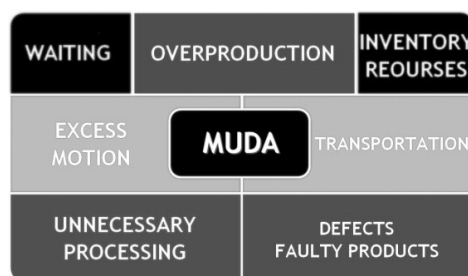 WAITING
OVERPRODUCTION
INVENTORY
REOURSES
EXCESS
MOTION
MUDA
TRANSPORTATION
UNNECESSARY
PROCESSING
DEFECTS
FAULTY PRODUCTS